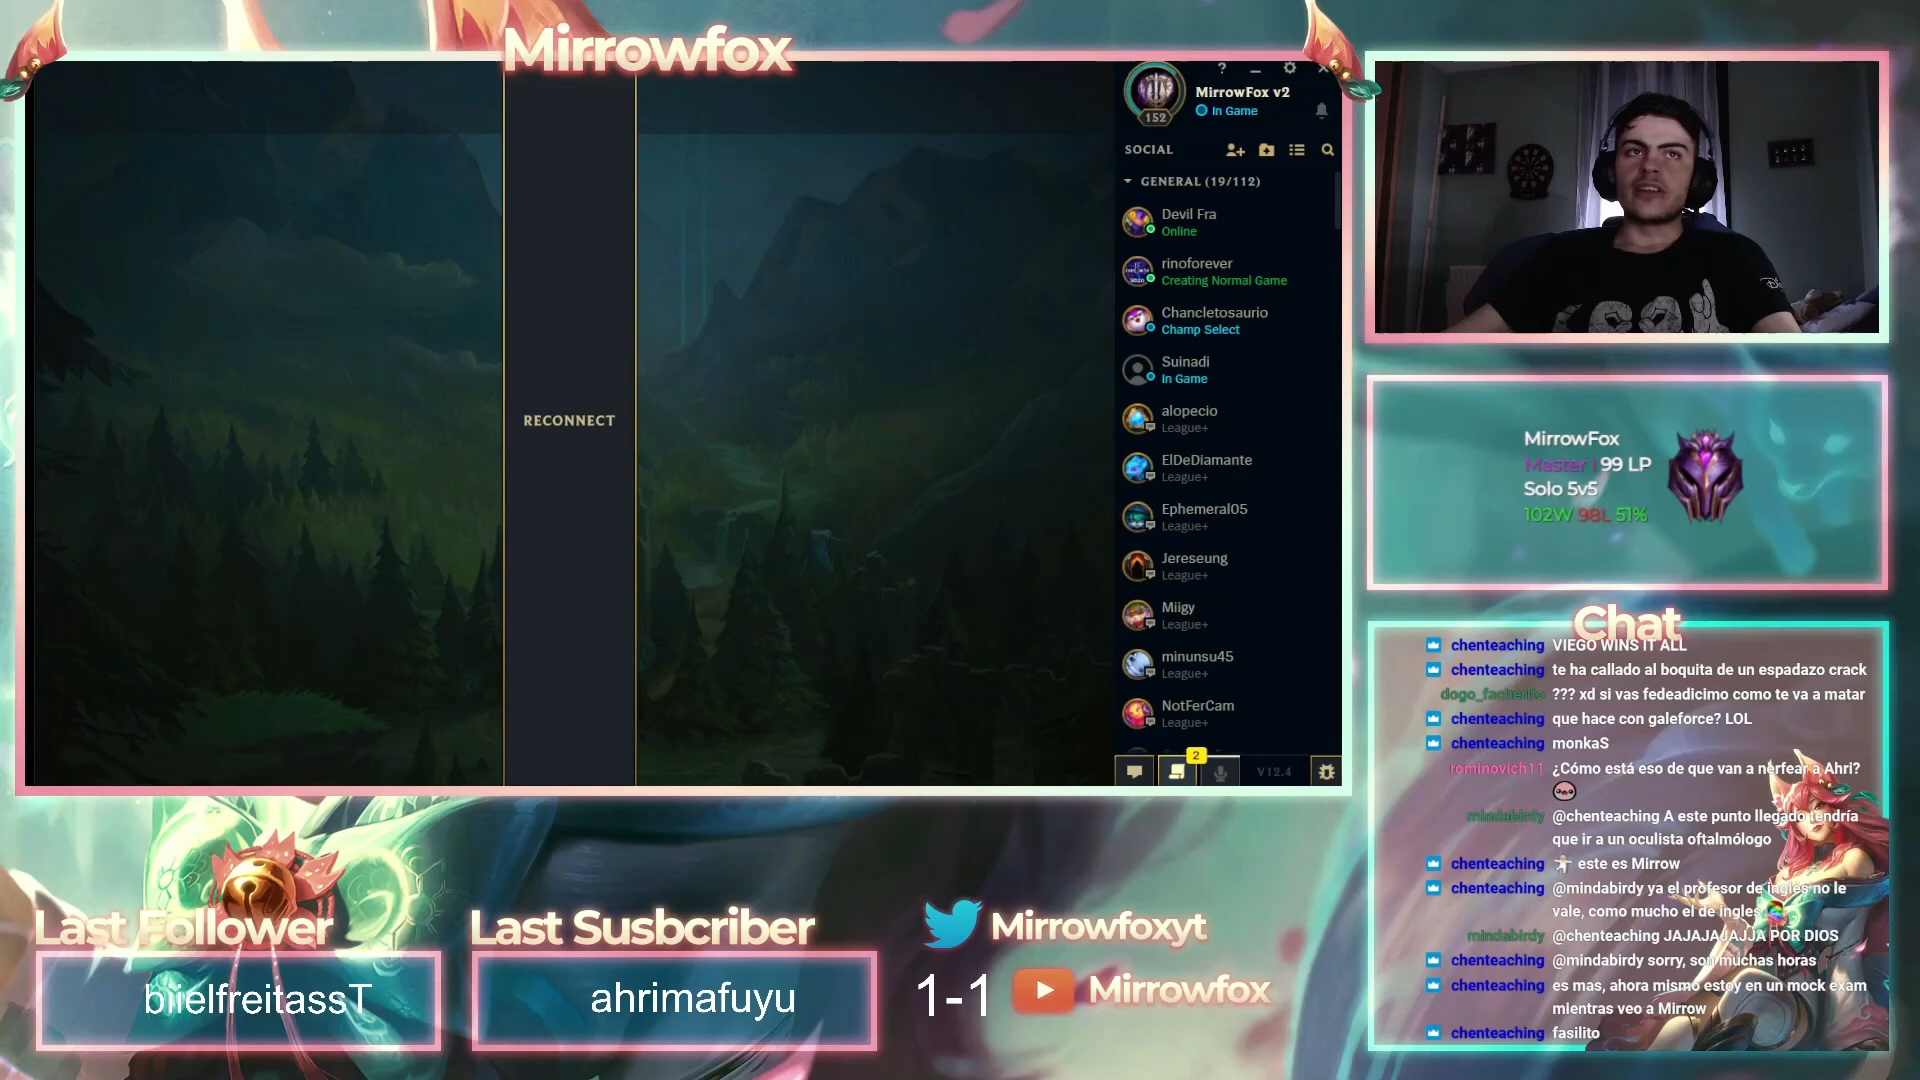 Mirrowfox
?
MirrowFox v2
In Game
152
SOCIAL
GENERAL (19/112)
Devil Fra
Online
rinoforever
Creating Normal Game
Chancletosaurio
Champ Select
Suinadi
In Game
alopecio
League+
ElDeDiamante
League+
Ephemeral05
League+
Jereseung
League+
Miigy
League+
minunsu45
League+
NotFerCam
League+
2
V12.4
RECONNECT
MirrowFox
Master I 99 LP
Solo 5v5
102W 98L 51%
Chat
chenteaching VIEGO WINS IT ALL
chenteaching te ha callado al boquita de un espadazo crack
dogo_facherito ??? xd si vas fedeadicimo como te va a matar
chenteaching que hace con galeforce? LOL
chenteaching monkaS
rominovich11 ¿Cómo está eso de que van a nerfear a Ahri?
mindabirdy @chenteaching A este punto llegado tendría
que ir a un oculista oftalmólogo
chenteaching este es Mirrow
chenteaching @mindabirdy ya el profesor de ingles no le
vale, como mucho el de ingles
mindabirdy @chenteaching JAJAJAJAJJA POR DIOS
chenteaching @mindabirdy sorry, son muchas horas
chenteaching es mas, ahora mismo estoy en un mock exam
mientras veo a Mirrow
chenteaching fasilito
Last Follower
biielfreitassT
Last Susbcriber
ahrimafuyu
Mirrowfoxyt
1-1
Mirrowfox